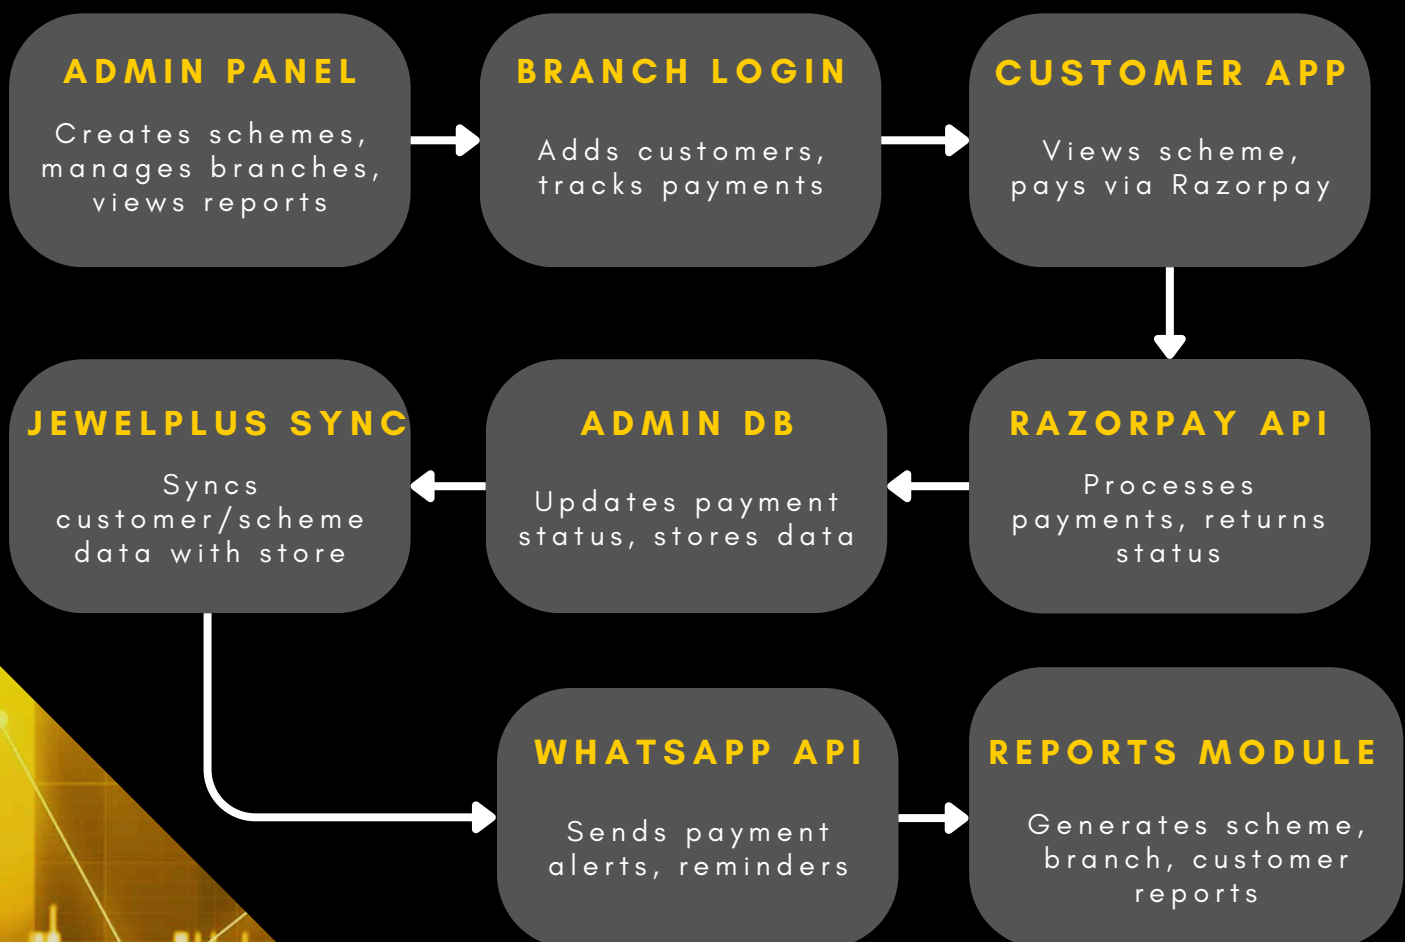 ADMIN PANEL
Creates schemes,
manages branches,
views reports
BRANCH LOGIN
Adds customers,
tracks payments
CUSTOMER APP
Views scheme,
pays via Razorpay
JEWELPLUS SYNC
Syncs
customer/scheme
data with store
ADMIN DB
Updates payment
status, stores data
RAZORPAY API
Processes
payments, returns
status
WHATSAPP API
Sends payment
alerts, reminders
REPORTS MODULE
Generates scheme,
branch, customer
reports